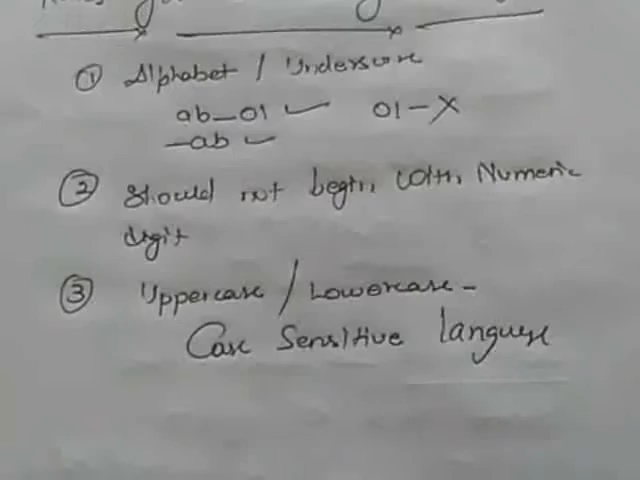 ① Alphabet / Underscore
ab_01 ✓ 01-X
_ab ✓
② Should not begin with Numeric
digit
③ Uppercase / Lowercase -
Case Sensitive language